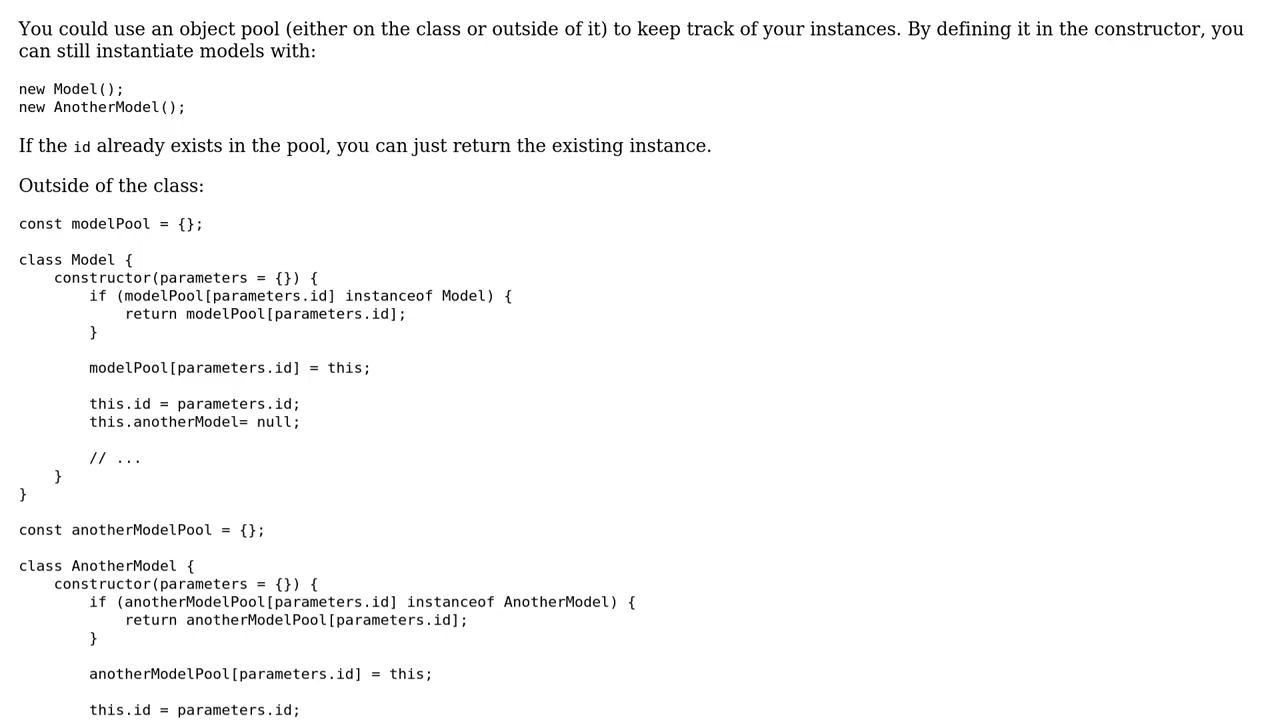 You could use an object pool (either on the class or outside of it) to keep track of your instances. By defining it in the constructor, you
can still instantiate models with:
new Model();
new AnotherModel();
If the id already exists in the pool, you can just return the existing instance.
Outside of the class:
const modelPool = {};
class Model {
    constructor(parameters = {}) {
        if (modelPool[parameters.id] instanceof Model) {
            return modelPool[parameters.id];
        }
        modelPool[parameters.id] = this;
        this.id = parameters.id;
        this.anotherModel= null;
        // ...
    }
}
const anotherModelPool = {};
class AnotherModel {
    constructor(parameters = {}) {
        if (anotherModelPool[parameters.id] instanceof AnotherModel) {
            return anotherModelPool[parameters.id];
        }
        anotherModelPool[parameters.id] = this;
        this.id = parameters.id;